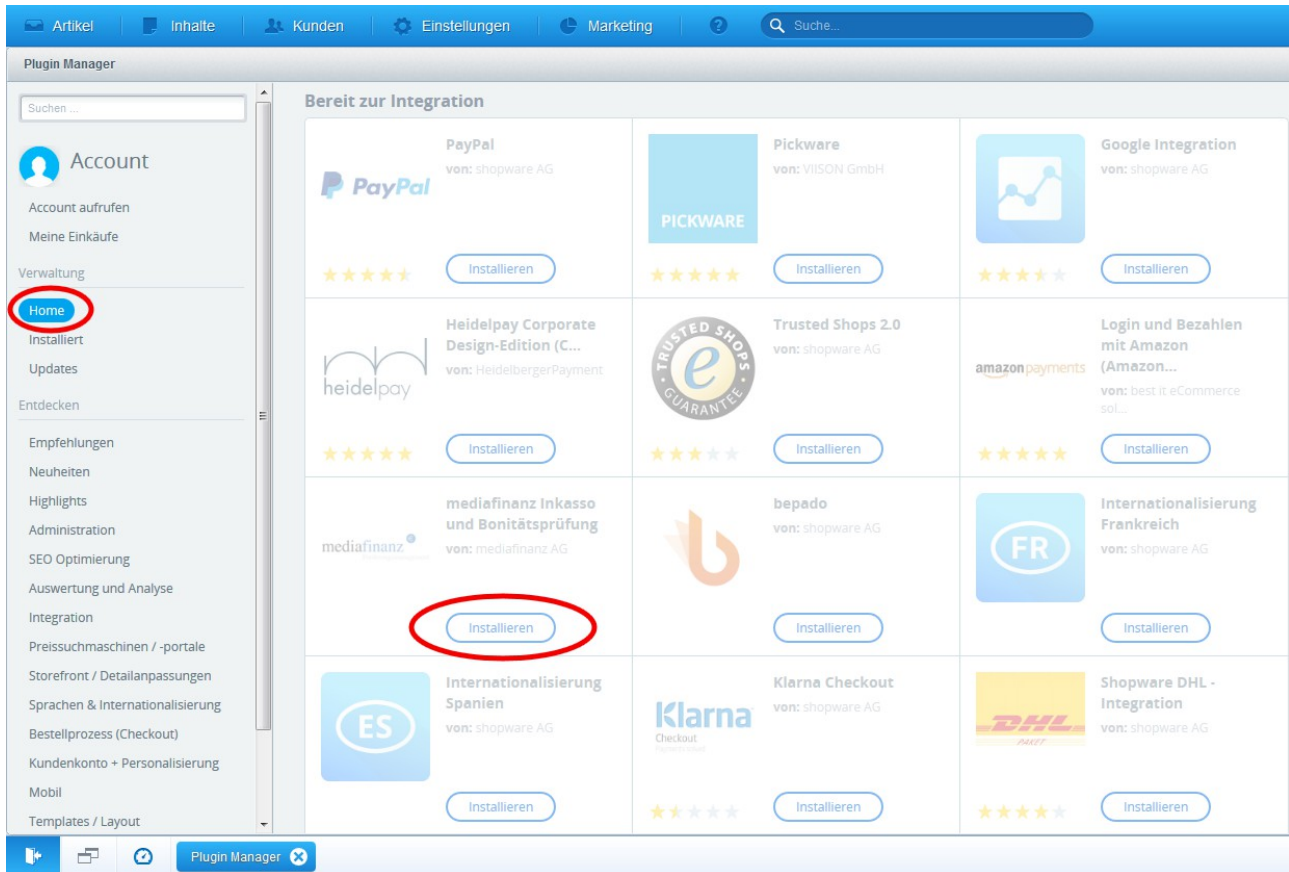 Artikel Inhalte Kunden Einstellungen Marketing ? Suche...
Plugin Manager
Suchen ...
Account
Account aufrufen
Meine Einkäufe
Verwaltung
Home
Installiert
Updates
Entdecken
Empfehlungen
Neuheiten
Highlights
Administration
SEO Optimierung
Auswertung und Analyse
Integration
Preissuchmaschinen / -portale
Storefront / Detailanpassungen
Sprachen & Internationalisierung
Bestellprozess (Checkout)
Kundenkonto + Personalisierung
Mobil
Templates / Layout
Bereit zur Integration
PayPal
PayPal
von: shopware AG
Installieren
PICKWARE
Pickware
von: VIISON GmbH
Installieren
Google Integration
von: shopware AG
Installieren
heidelpay
Heidelpay Corporate
Design-Edition (C...
von: HeidelbergerPayment
Installieren
TRUSTED SHOPS
e
GUARANTEE
Trusted Shops 2.0
von: shopware AG
Installieren
amazon payments
Login und Bezahlen
mit Amazon
(Amazon...
von: best it eCommerce
sol...
Installieren
mediafinanz
mediafinanz Inkasso
und Bonitätsprüfung
von: mediafinanz AG
Installieren
bepado
von: shopware AG
Installieren
FR
Internationalisierung
Frankreich
von: shopware AG
Installieren
ES
Internationalisierung
Spanien
von: shopware AG
Installieren
Klarna
Checkout
Klarna Checkout
von: shopware AG
Installieren
DHL
PAKET
Shopware DHL -
Integration
von: shopware AG
Installieren
Plugin Manager